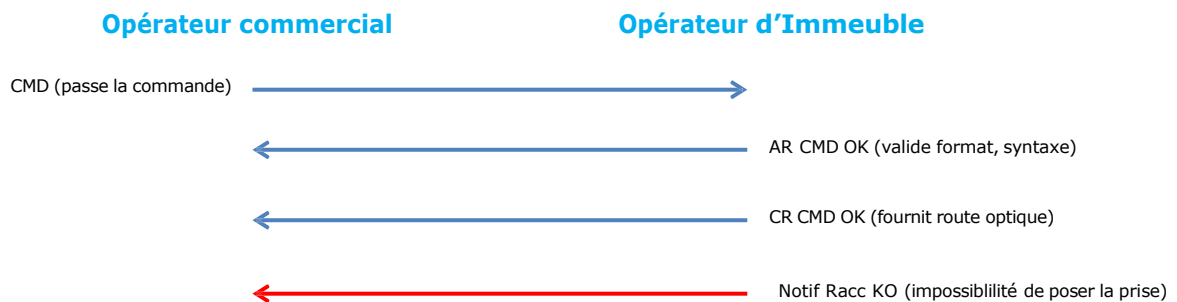 Opérateur commercial
Opérateur d’Immeuble
CMD (passe la commande)
AR CMD OK (valide format, syntaxe)
CR CMD OK (fournit route optique)
Notif Racc KO (impossiblilité de poser la prise)